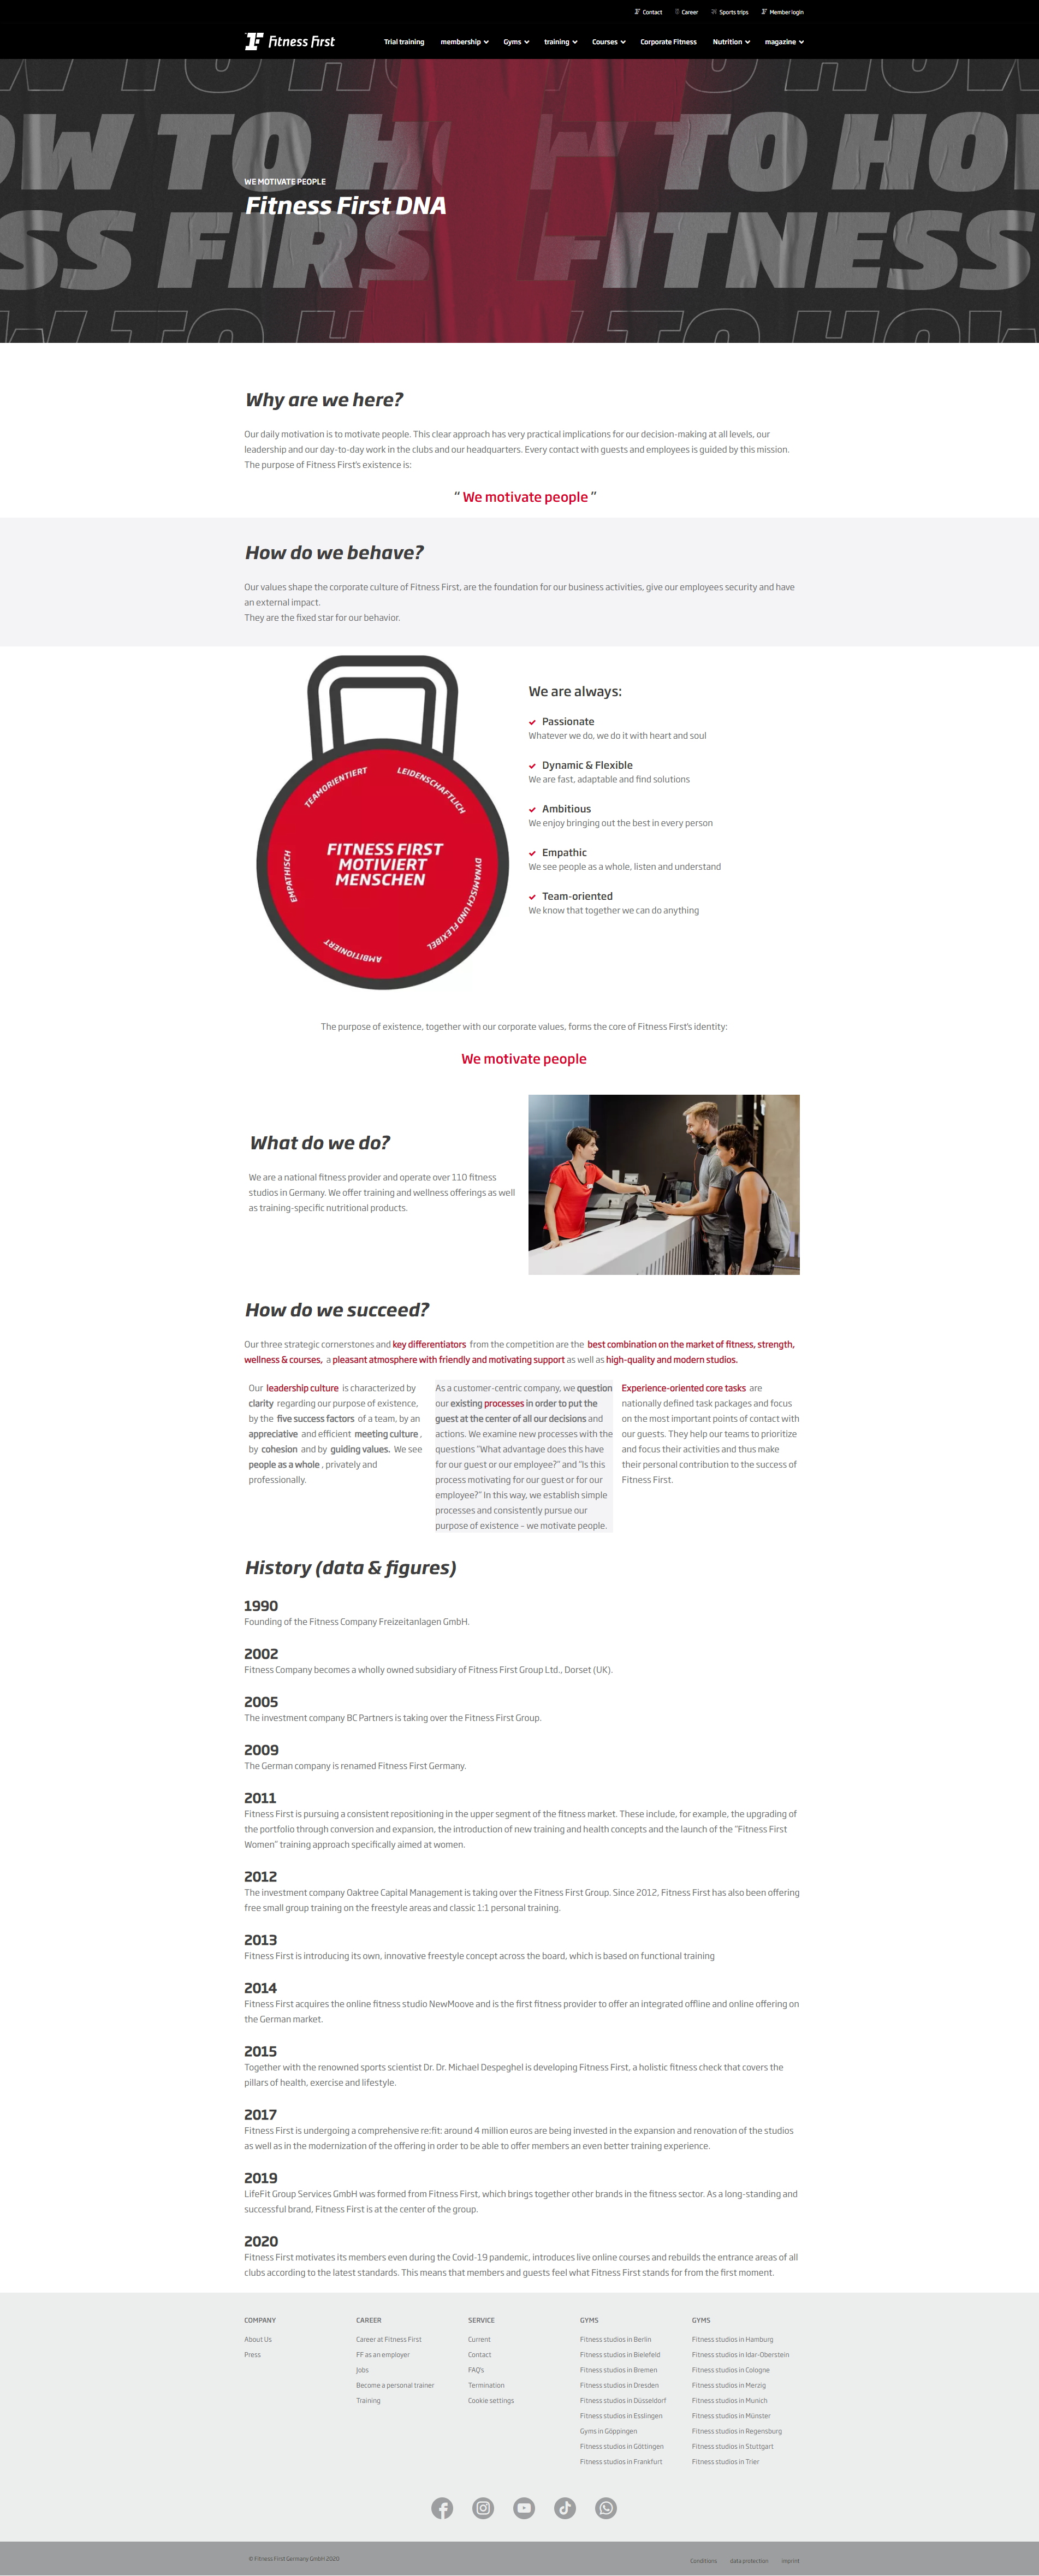 Contact Career Sports trips Member login
Fitness First Trial training membership Gyms training Courses Corporate Fitness Nutrition magazine
OW TO HO TO HO
WE MOTIVATE PEOPLE
Fitness First DNA
SS FIRS FITNESS
Why are we here?
Our daily motivation is to motivate people. This clear approach has very practical implications for our decision-making at all levels, our
leadership and our day-to-day work in the clubs and our headquarters. Every contact with guests and employees is guided by this mission.
The purpose of Fitness First's existence is:
“ We motivate people ”
How do we behave?
Our values shape the corporate culture of Fitness First, are the foundation for our business activities, give our employees security and have
an external impact.
They are the fixed star for our behavior.
TEAMORIENTIERT
LEIDENSCHAFTLICH
FITNESS FIRST
MOTIVIERT
MENSCHEN
EMPATHISCH
DYNAMISCH UND FLEXIBEL
AMBITIONIERT
We are always:
Passionate
Whatever we do, we do it with heart and soul
Dynamic & Flexible
We are fast, adaptable and find solutions
Ambitious
We enjoy bringing out the best in every person
Empathic
We see people as a whole, listen and understand
Team-oriented
We know that together we can do anything
The purpose of existence, together with our corporate values, forms the core of Fitness First's identity:
We motivate people
What do we do?
We are a national fitness provider and operate over 110 fitness
studios in Germany. We offer training and wellness offerings as well
as training-specific nutritional products.
How do we succeed?
Our three strategic cornerstones and key differentiators from the competition are the best combination on the market of fitness, strength,
wellness & courses, a pleasant atmosphere with friendly and motivating support as well as high-quality and modern studios.
Our leadership culture is characterized by
clarity regarding our purpose of existence,
by the five success factors of a team, by an
appreciative and efficient meeting culture ,
by cohesion and by guiding values. We see
people as a whole , privately and
professionally.
As a customer-centric company, we question
our existing processes in order to put the
guest at the center of all our decisions and
actions. We examine new processes with the
questions "What advantage does this have
for our guest or our employee?" and "Is this
process motivating for our guest or for our
employee?" In this way, we establish simple
processes and consistently pursue our
purpose of existence – we motivate people.
Experience-oriented core tasks are
nationally defined task packages and focus
on the most important points of contact with
our guests. They help our teams to prioritize
and focus their activities and thus make
their personal contribution to the success of
Fitness First.
History (data & figures)
1990
Founding of the Fitness Company Freizeitanlagen GmbH.
2002
Fitness Company becomes a wholly owned subsidiary of Fitness First Group Ltd., Dorset (UK).
2005
The investment company BC Partners is taking over the Fitness First Group.
2009
The German company is renamed Fitness First Germany.
2011
Fitness First is pursuing a consistent repositioning in the upper segment of the fitness market. These include, for example, the upgrading of
the portfolio through conversion and expansion, the introduction of new training and health concepts and the launch of the "Fitness First
Women" training approach specifically aimed at women.
2012
The investment company Oaktree Capital Management is taking over the Fitness First Group. Since 2012, Fitness First has also been offering
free small group training on the freestyle areas and classic 1:1 personal training.
2013
Fitness First is introducing its own, innovative freestyle concept across the board, which is based on functional training
2014
Fitness First acquires the online fitness studio NewMoove and is the first fitness provider to offer an integrated offline and online offering on
the German market.
2015
Together with the renowned sports scientist Dr. Dr. Michael Despeghel is developing Fitness First, a holistic fitness check that covers the
pillars of health, exercise and lifestyle.
2017
Fitness First is undergoing a comprehensive re:fit: around 4 million euros are being invested in the expansion and renovation of the studios
as well as in the modernization of the offering in order to be able to offer members an even better training experience.
2019
LifeFit Group Services GmbH was formed from Fitness First, which brings together other brands in the fitness sector. As a long-standing and
successful brand, Fitness First is at the center of the group.
2020
Fitness First motivates its members even during the Covid-19 pandemic, introduces live online courses and rebuilds the entrance areas of all
clubs according to the latest standards. This means that members and guests feel what Fitness First stands for from the first moment.
COMPANY
About Us
Press
CAREER
Career at Fitness First
FF as an employer
Jobs
Become a personal trainer
Training
SERVICE
Current
Contact
FAQ's
Termination
Cookie settings
GYMS
Fitness studios in Berlin
Fitness studios in Bielefeld
Fitness studios in Bremen
Fitness studios in Dresden
Fitness studios in Düsseldorf
Fitness studios in Esslingen
Gyms in Göppingen
Fitness studios in Göttingen
Fitness studios in Frankfurt
GYMS
Fitness studios in Hamburg
Fitness studios in Idar-Oberstein
Fitness studios in Cologne
Fitness studios in Merzig
Fitness studios in Munich
Fitness studios in Münster
Fitness studios in Regensburg
Fitness studios in Stuttgart
Fitness studios in Trier
© Fitness First Germany GmbH 2020
Conditions data protection imprint